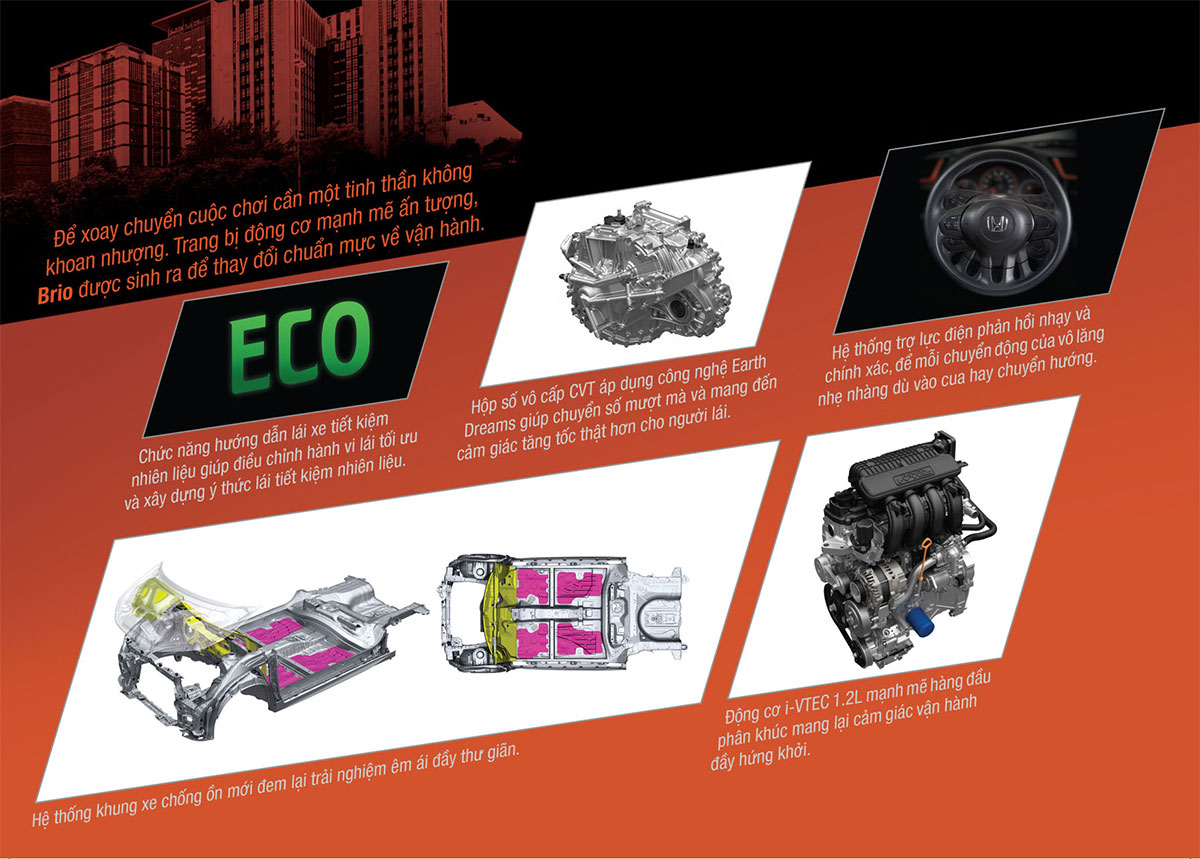 Để xoay chuyển cuộc chơi cần một tinh thần không
khoan nhượng. Trang bị động cơ mạnh mẽ ấn tượng,
Brio được sinh ra để thay đổi chuẩn mực về vận hành.
ECO
Chức năng hướng dẫn lái xe tiết kiệm
nhiên liệu giúp điều chỉnh hành vi lái tối ưu
và xây dựng ý thức lái tiết kiệm nhiên liệu.
Hộp số vô cấp CVT áp dụng công nghệ Earth
Dreams giúp chuyển số mượt mà và mang đến
cảm giác tăng tốc thật hơn cho người lái.
Hệ thống trợ lực điện phản hồi nhạy và
chính xác, để mỗi chuyển động của vô lăng
nhẹ nhàng dù vào cua hay chuyển hướng.
Hệ thống khung xe chống ồn mới đem lại trải nghiệm êm ái đầy thư giãn.
Động cơ i-VTEC 1.2L mạnh mẽ hàng đầu
phân khúc mang lại cảm giác vận hành
đầy hứng khởi.